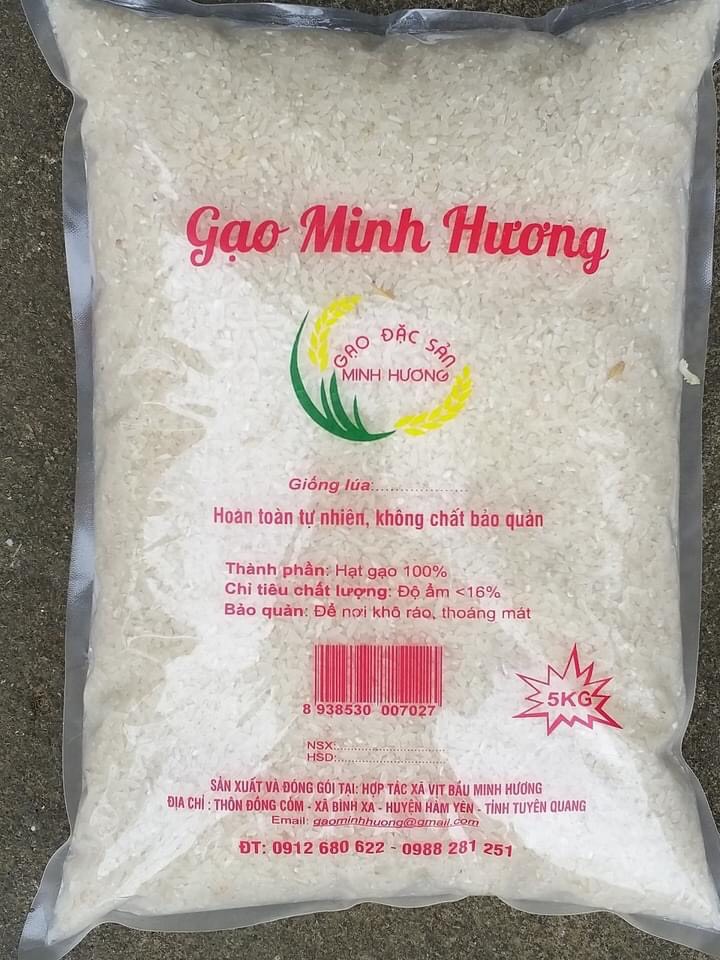 Gạo Minh Hương
GẠO ĐẶC SẢN
MINH HƯƠNG
Giống lúa:..................
Hoàn toàn tự nhiên, không chất bảo quản
Thành phần: Hạt gạo 100%
Chỉ tiêu chất lượng: Độ ẩm <16%
Bảo quản: Để nơi khô ráo, thoáng mát
8 938530 007027
5KG
NSX:..........................
HSD:..........................
SẢN XUẤT VÀ ĐÓNG GÓI TẠI: HỢP TÁC XÃ VỊT BẦU MINH HƯƠNG
ĐỊA CHỈ : THÔN ĐỒNG CỎM - XÃ BÌNH XA - HUYỆN HÀM YÊN - TỈNH TUYÊN QUANG
Email: gaominhhuong@gmail.com
ĐT: 0912 680 622 - 0988 281 251